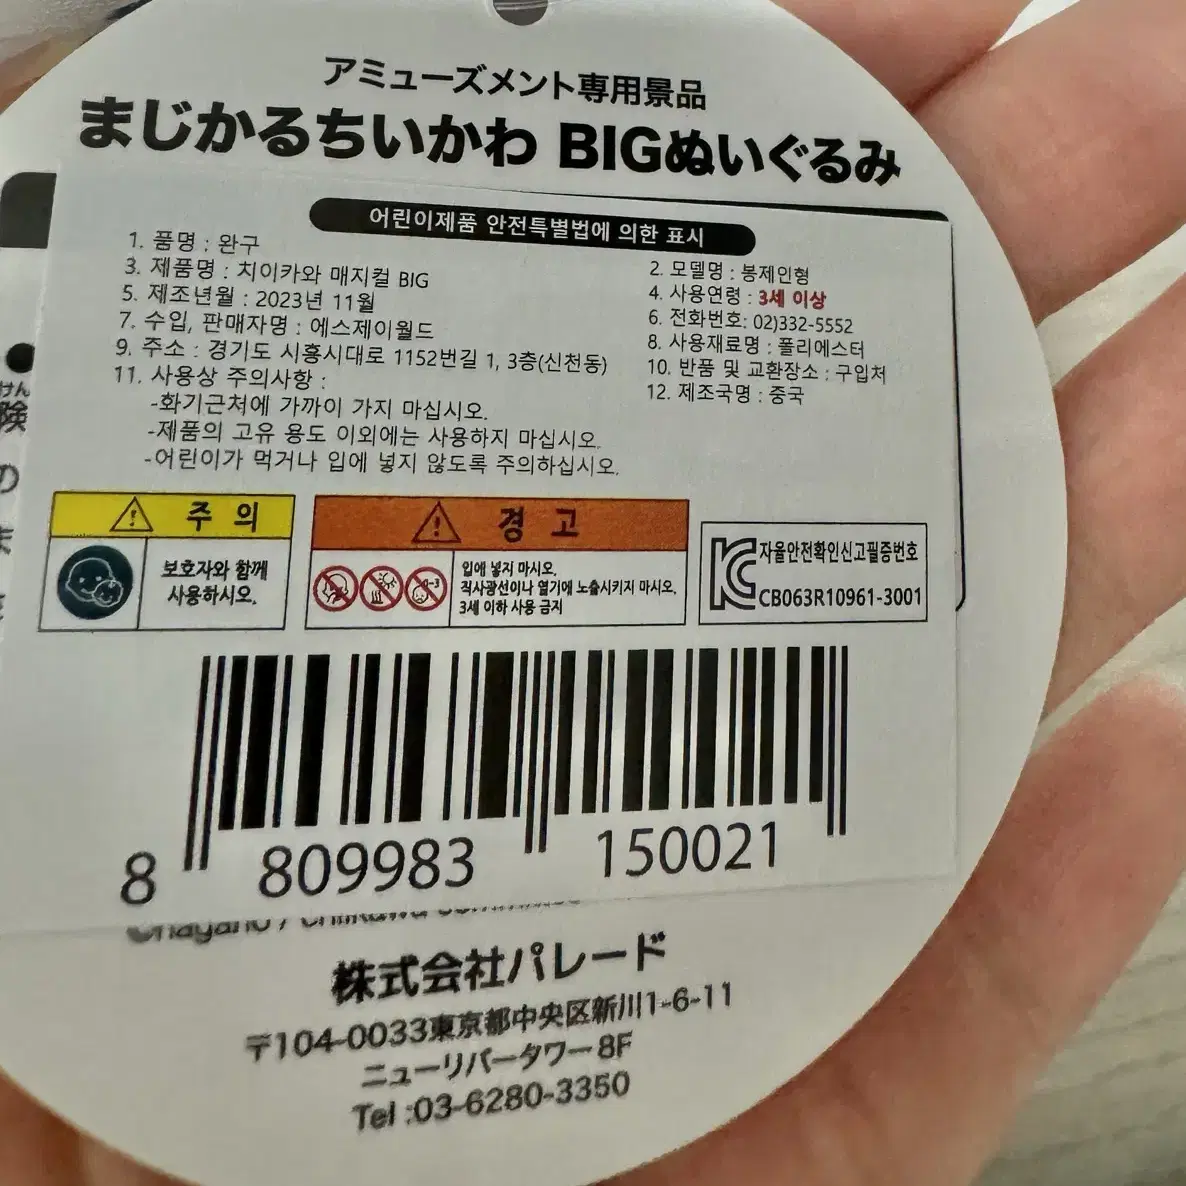 アミューズメント専用景品
まじかるちいかわ BIGぬいぐるみ
어린이제품 안전특별법에 의한 표시
1. 품명 : 완구
2. 모델명 : 봉제인형
3. 제품명 : 치이카와 매지컬 BIG
4. 사용연령 : 3세 이상
5. 제조년월 : 2023년 11월
6. 전화번호: 02)332-5552
7. 수입, 판매자명 : 에스제이월드
8. 사용재료명 : 폴리에스터
9. 주소 : 경기도 시흥시대로 1152번길 1, 3층(신천동)
10. 반품 및 교환장소 : 구입처
11. 사용상 주의사항 :
12. 제조국명 : 중국
-화기근처에 가까이 가지 마십시오.
-제품의 고유 용도 이외에는 사용하지 마십시오.
-어린이가 먹거나 입에 넣지 않도록 주의하십시오.
주 의
보호자와 함께
사용하시오.
경 고
0-3
입에 넣지 마시오.
직사광선이나 열기에 노출시키지 마시오.
3세 이하 사용 금지
KC
자율안전확인신고필증번호
CB063R10961-3001
8 809983 150021
株式会社パレード
〒104-0033東京都中央区新川1-6-11
ニューリバータワー8F
Tel :03-6280-3350
けん
険
の